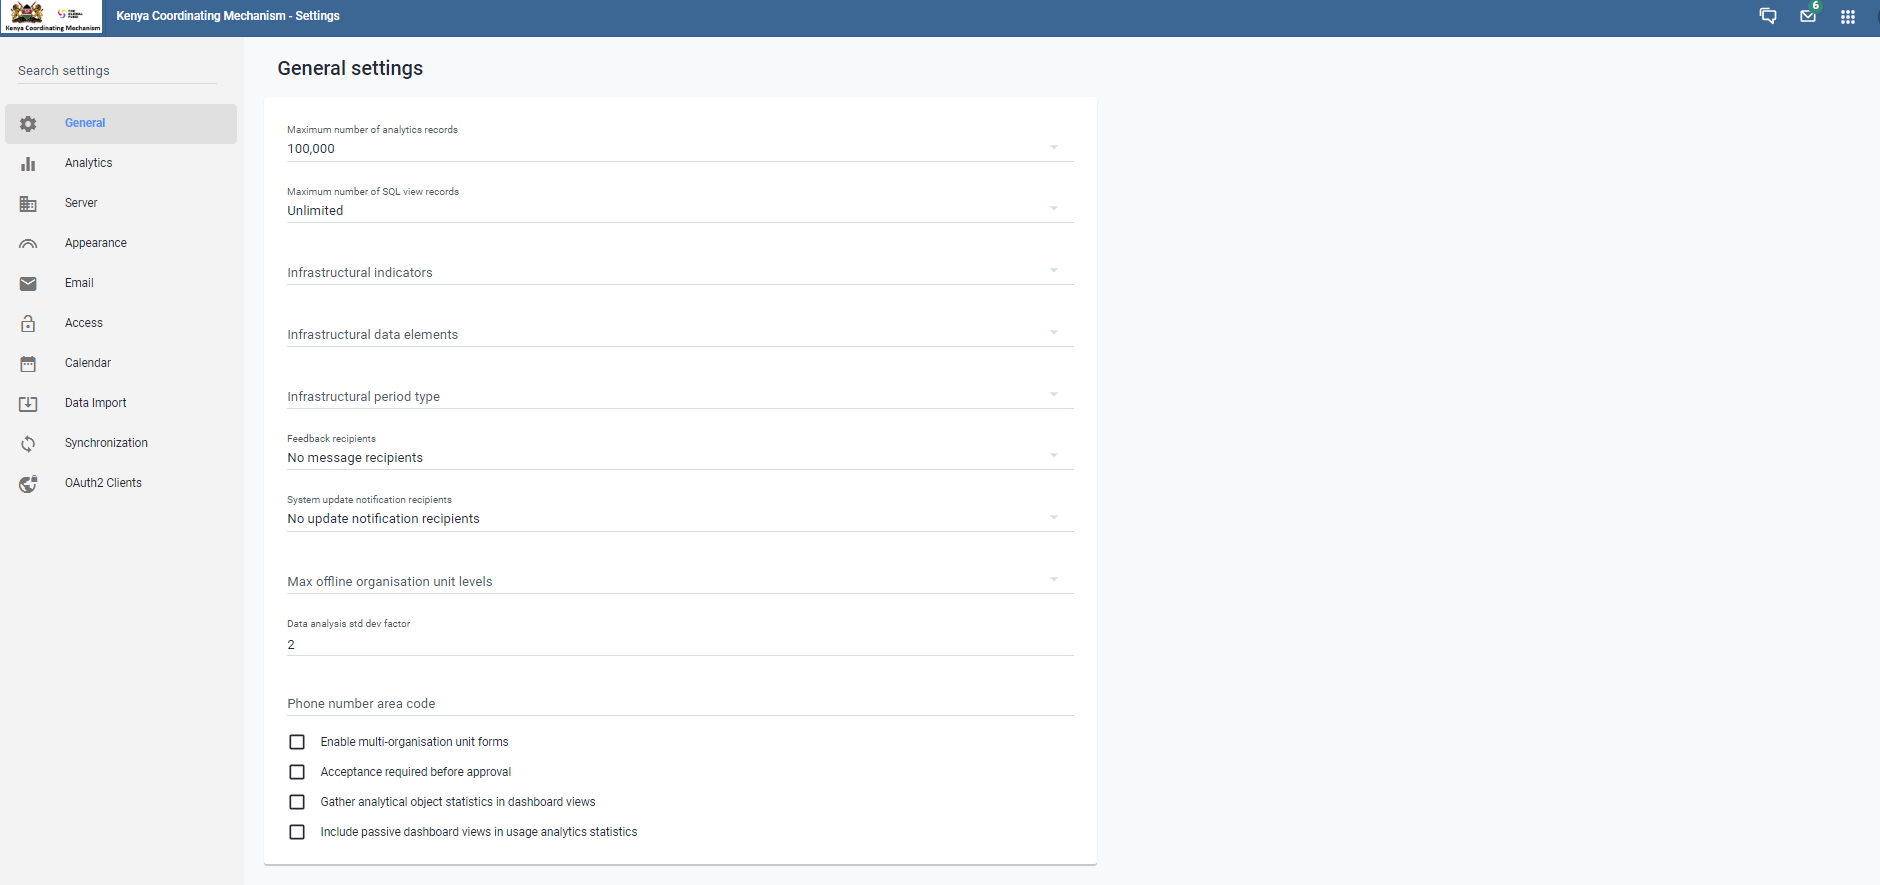 THE GLOBAL FUND
Kenya Coordinating Mechanism
Kenya Coordinating Mechanism - Settings
6
Search settings
General
Analytics
Server
Appearance
Email
Access
Calendar
Data Import
Synchronization
OAuth2 Clients
General settings
Maximum number of analytics records
100,000
Maximum number of SQL view records
Unlimited
Infrastructural indicators
Infrastructural data elements
Infrastructural period type
Feedback recipients
No message recipients
System update notification recipients
No update notification recipients
Max offline organisation unit levels
Data analysis std dev factor
2
Phone number area code
Enable multi-organisation unit forms
Acceptance required before approval
Gather analytical object statistics in dashboard views
Include passive dashboard views in usage analytics statistics